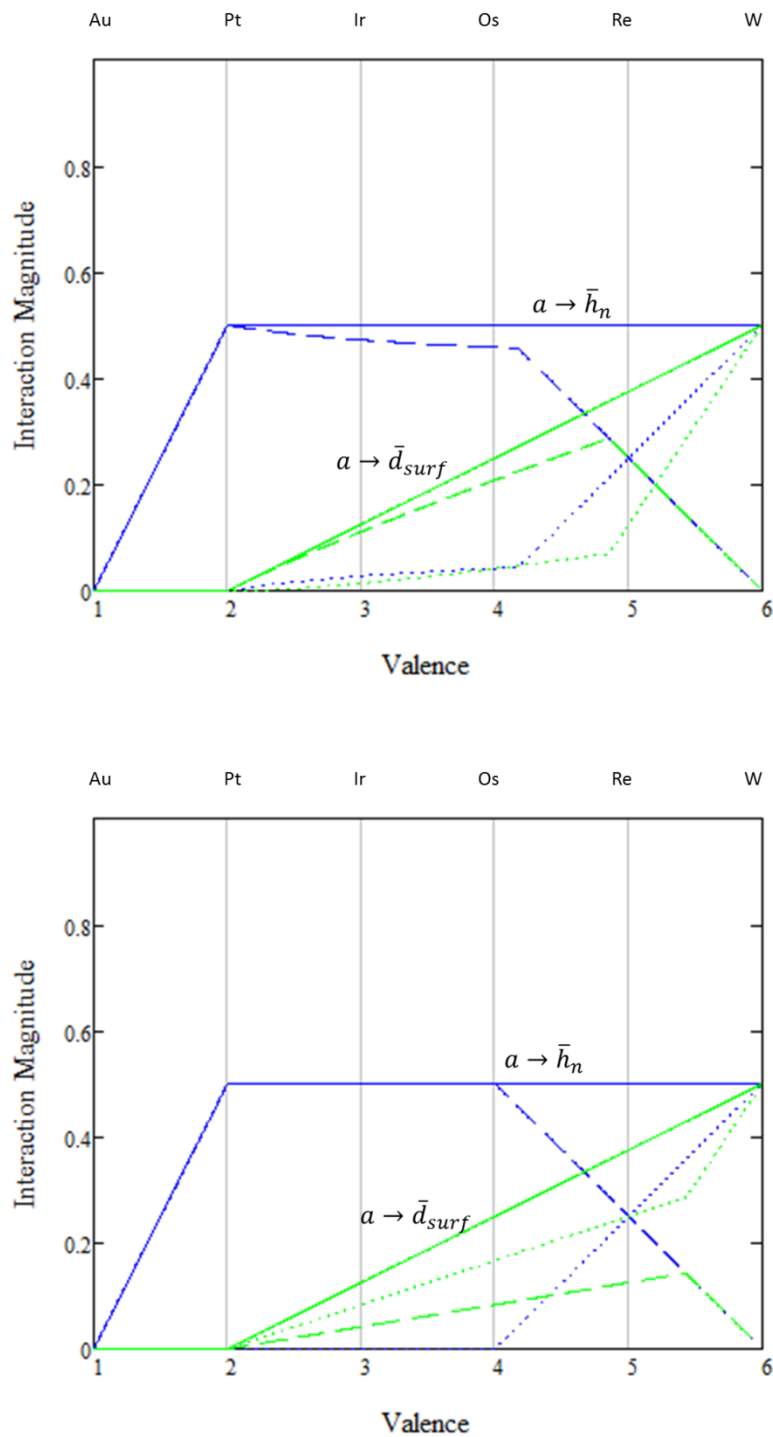 Au Pt Ir Os Re W
0.8
0.6
a → h̄ₙ
0.4
a → d̄ₛᵤᵣf
0.2
0
1 2 3 4 5 6
Interaction Magnitude
Valence
Au Pt Ir Os Re W
0.8
0.6
a → h̄ₙ
0.4
a → d̄ₛᵤᵣf
0.2
0
1 2 3 4 5 6
Interaction Magnitude
Valence